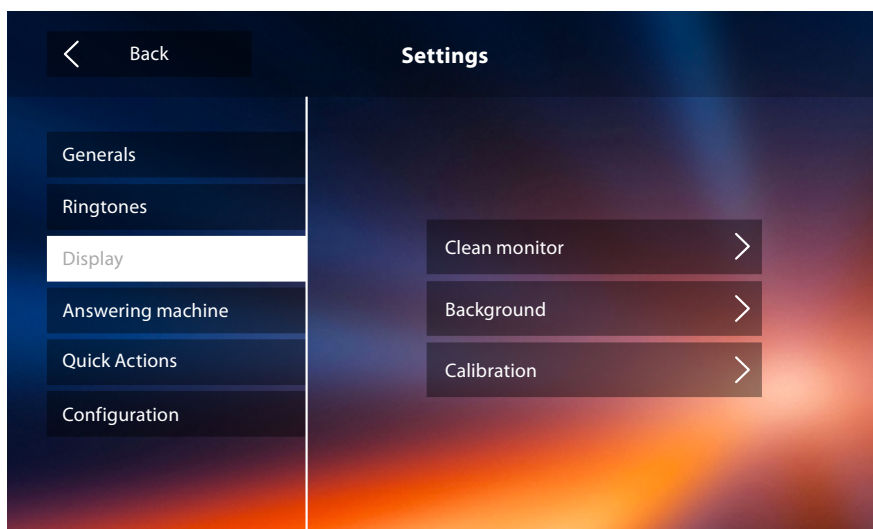 Back
Settings
Generals
Ringtones
Display
Answering machine
Quick Actions
Configuration
Clean monitor
Background
Calibration